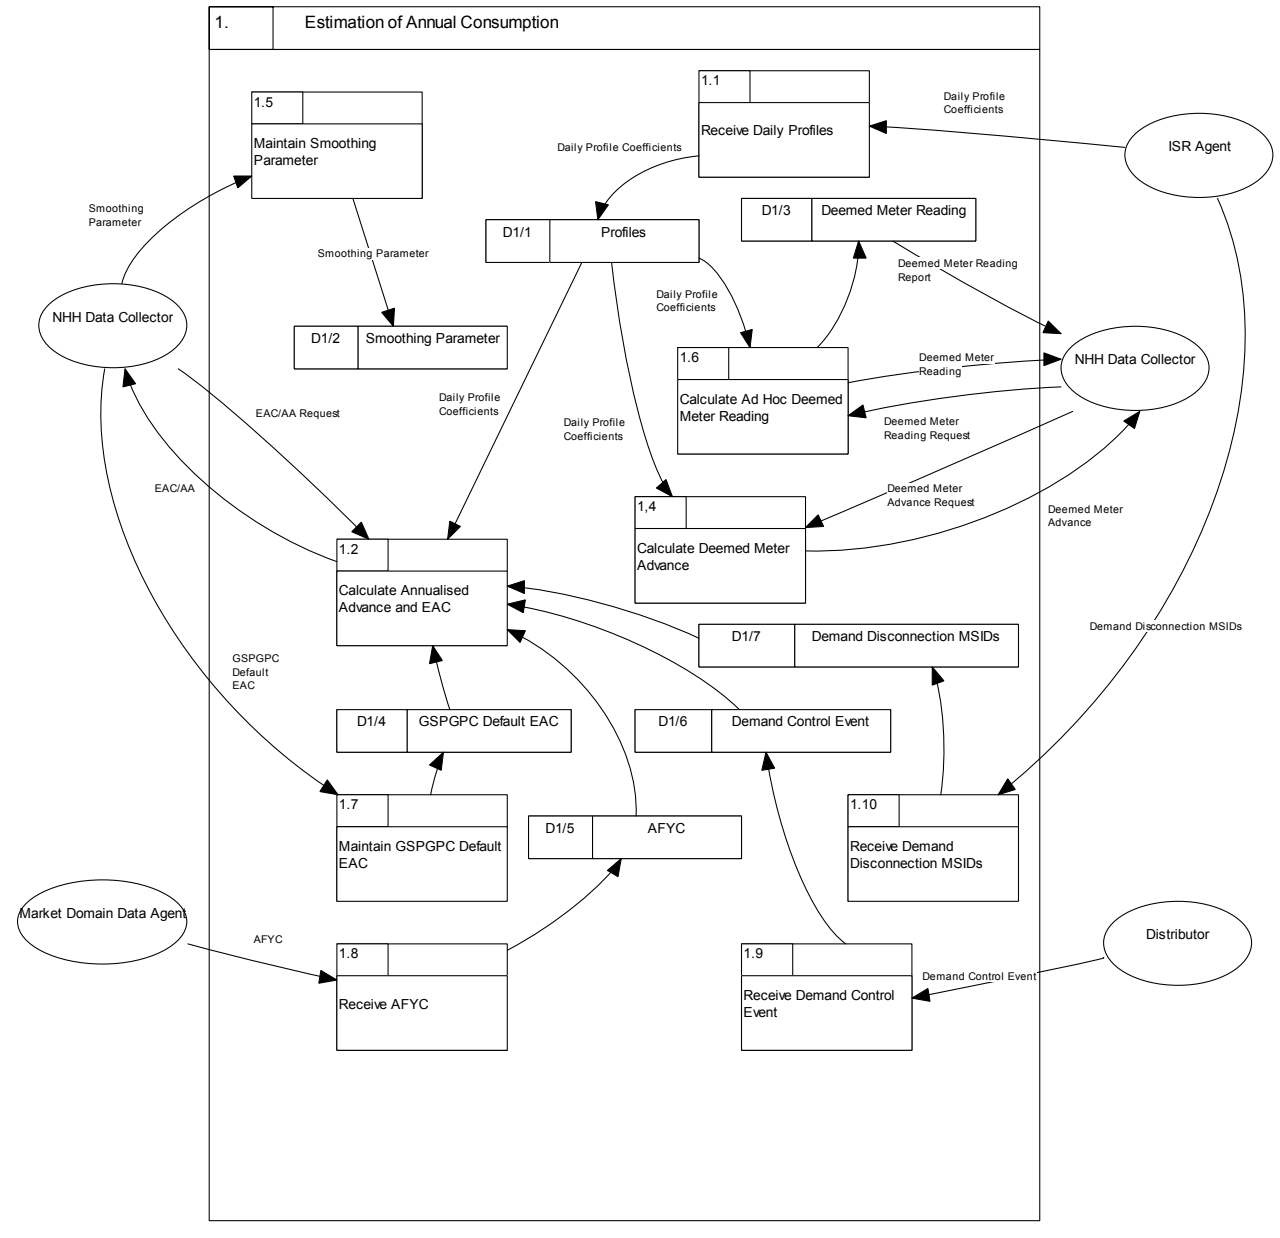 1.
Estimation of Annual Consumption
1.1
Receive Daily Profiles
Daily Profile
Coefficients
ISR Agent
1.5
Maintain Smoothing
Parameter
Daily Profile Coefficients
Smoothing
Parameter
D1/3
Deemed Meter Reading
D1/1
Profiles
Smoothing Parameter
Deemed Meter Reading
Report
Daily Profile
Coefficients
NHH Data Collector
D1/2
Smoothing Parameter
1.6
Calculate Ad Hoc Deemed
Meter Reading
Deemed Meter
Reading
NHH Data Collector
Daily Profile
Coefficients
EAC/AA Request
Daily Profile
Coefficients
Deemed Meter
Reading Request
EAC/AA
1,4
Calculate Deemed Meter
Advance
Deemed Meter
Advance Request
Deemed Meter
Advance
1.2
Calculate Annualised
Advance and EAC
D1/7
Demand Disconnection MSIDs
Demand Disconnection MSIDs
GSPGPC
Default
EAC
D1/4
GSPGPC Default EAC
D1/6
Demand Control Event
1.7
Maintain GSPGPC Default
EAC
D1/5
AFYC
1.10
Receive Demand
Disconnection MSIDs
Market Domain Data Agent
AFYC
1.8
Receive AFYC
1.9
Receive Demand Control
Event
Demand Control Event
Distributor